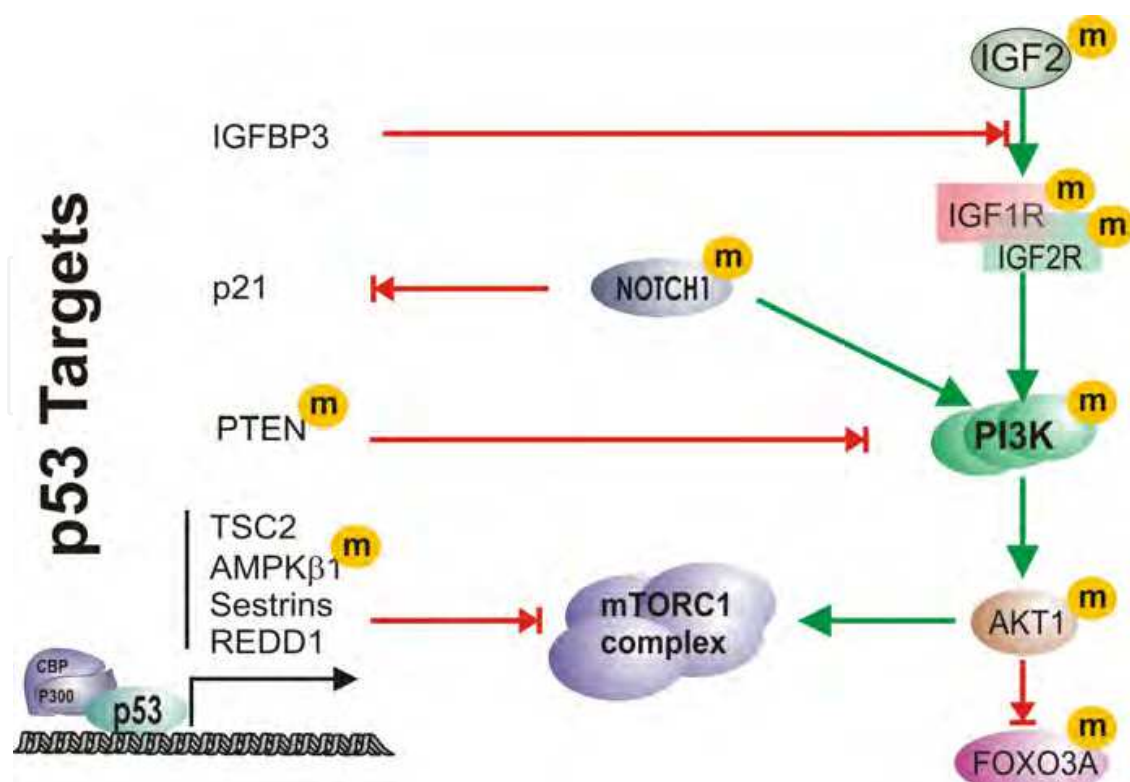 IGF2 m
IGFBP3
IGF1R m
IGF2R m
p53 Targets
p21
NOTCH1 m
PTEN m
PI3K m
TSC2
AMPKβ1 m
Sestrins
REDD1
mTORC1
complex
AKT1 m
CBP
P300
p53
FOXO3A m